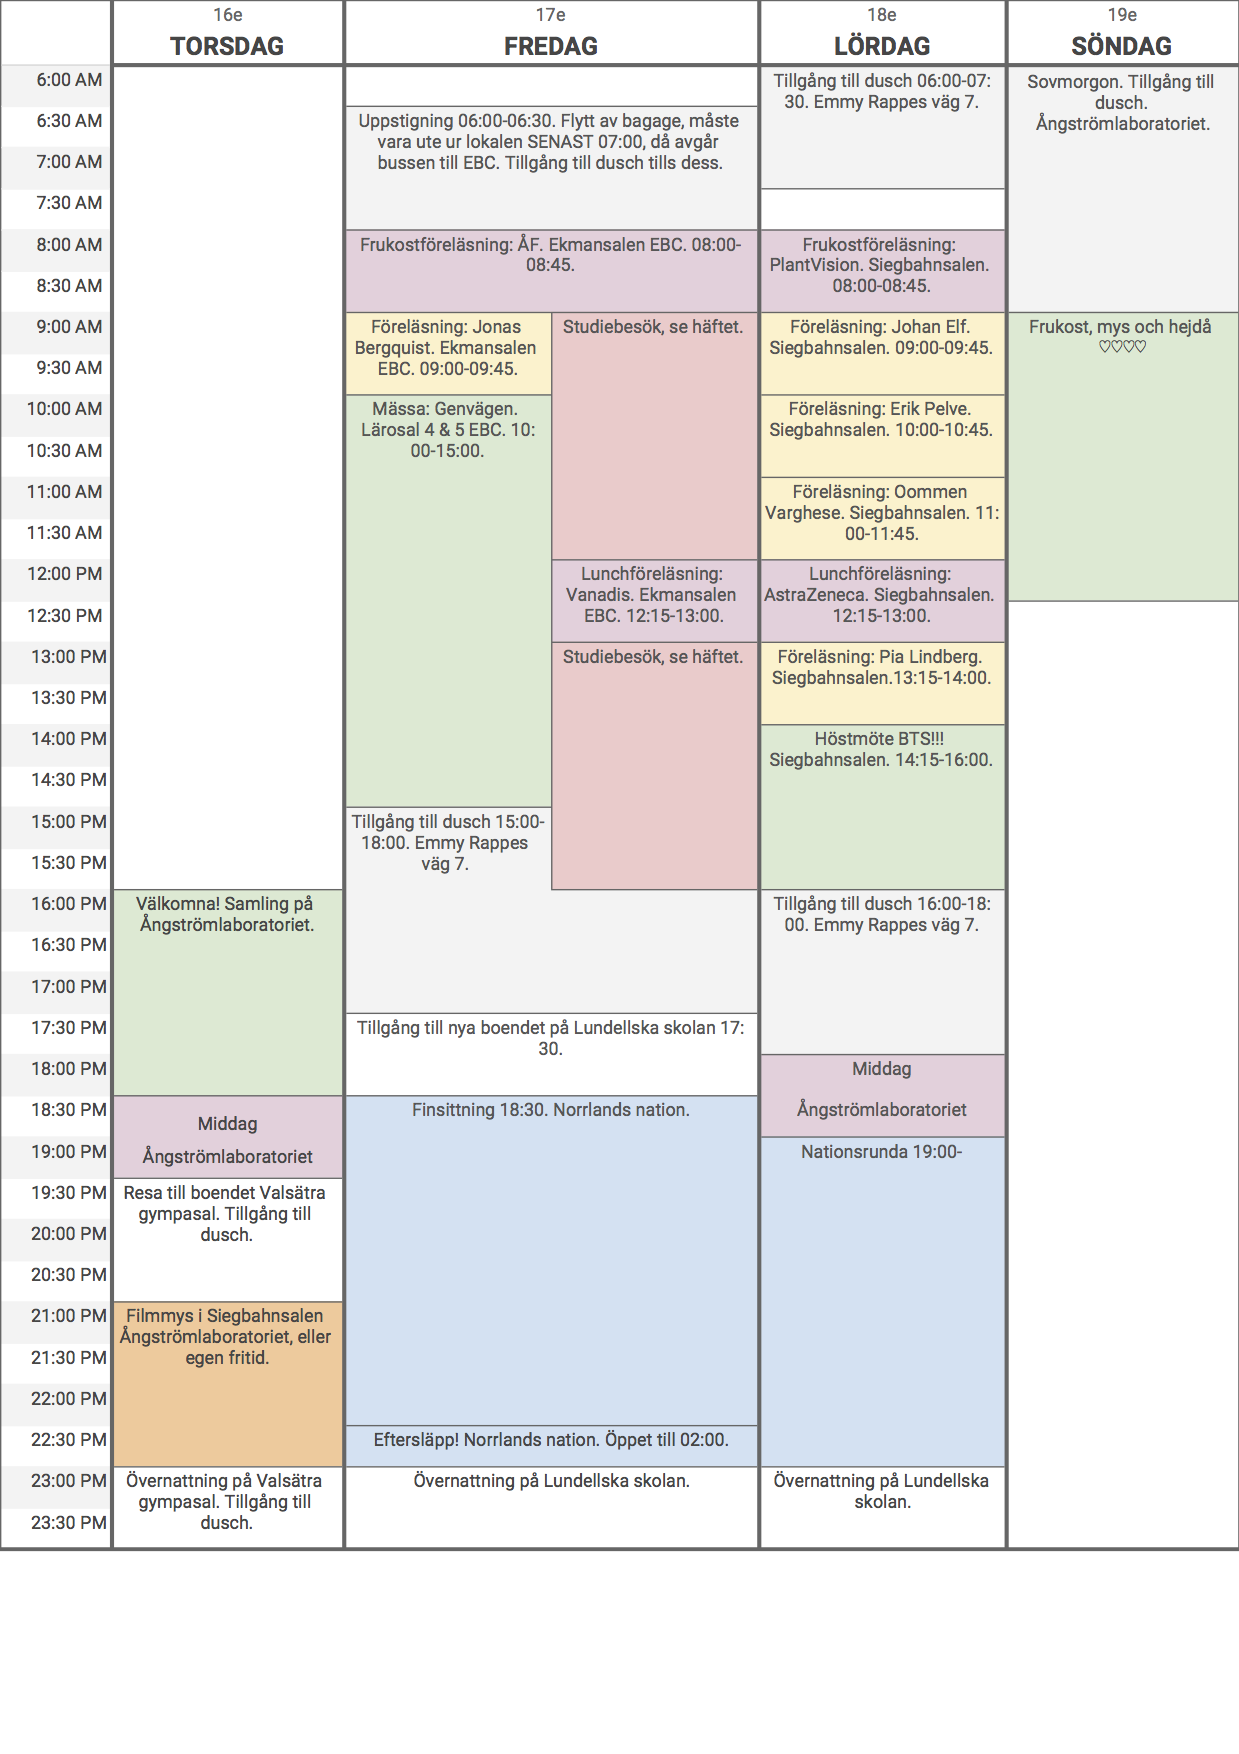 16e
TORSDAG
17e
FREDAG
18e
LÖRDAG
19e
SÖNDAG
6:00 AM
6:30 AM
7:00 AM
7:30 AM
8:00 AM
8:30 AM
9:00 AM
9:30 AM
10:00 AM
10:30 AM
11:00 AM
11:30 AM
12:00 PM
12:30 PM
13:00 PM
13:30 PM
14:00 PM
14:30 PM
15:00 PM
15:30 PM
16:00 PM
16:30 PM
17:00 PM
17:30 PM
18:00 PM
18:30 PM
19:00 PM
19:30 PM
20:00 PM
20:30 PM
21:00 PM
21:30 PM
22:00 PM
22:30 PM
23:00 PM
23:30 PM
Välkomna! Samling på
Ångströmlaboratoriet.
Middag
Ångströmlaboratoriet
Resa till boendet Valsätra
gympasal. Tillgång till
dusch.
Filmmys i Siegbahnsalen
Ångströmlaboratoriet, eller
egen fritid.
Övernattning på Valsätra
gympasal. Tillgång till
dusch.
Uppstigning 06:00-06:30. Flytt av bagage, måste
vara ute ur lokalen SENAST 07:00, då avgår
bussen till EBC. Tillgång till dusch tills dess.
Frukostföreläsning: ÅF. Ekmansalen EBC. 08:00-
08:45.
Föreläsning: Jonas
Bergquist. Ekmansalen
EBC. 09:00-09:45.
Mässa: Genvägen.
Lärosal 4 & 5 EBC. 10:
00-15:00.
Tillgång till dusch 15:00-
18:00. Emmy Rappes
väg 7.
Studiebesök, se häftet.
Lunchföreläsning:
Vanadis. Ekmansalen
EBC. 12:15-13:00.
Studiebesök, se häftet.
Tillgång till nya boendet på Lundellska skolan 17:
30.
Finsittning 18:30. Norrlands nation.
Eftersläpp! Norrlands nation. Öppet till 02:00.
Övernattning på Lundellska skolan.
Tillgång till dusch 06:00-07:
30. Emmy Rappes väg 7.
Frukostföreläsning:
PlantVision. Siegbahnsalen.
08:00-08:45.
Föreläsning: Johan Elf.
Siegbahnsalen. 09:00-09:45.
Föreläsning: Erik Pelve.
Siegbahnsalen. 10:00-10:45.
Föreläsning: Oommen
Varghese. Siegbahnsalen. 11:
00-11:45.
Lunchföreläsning:
AstraZeneca. Siegbahnsalen.
12:15-13:00.
Föreläsning: Pia Lindberg.
Siegbahnsalen.13:15-14:00.
Höstmöte BTS!!!
Siegbahnsalen. 14:15-16:00.
Tillgång till dusch 16:00-18:
00. Emmy Rappes väg 7.
Middag
Ångströmlaboratoriet
Nationsrunda 19:00-
Övernattning på Lundellska
skolan.
Sovmorgon. Tillgång till
dusch.
Ångströmlaboratoriet.
Frukost, mys och hejdå
♡♡♡♡